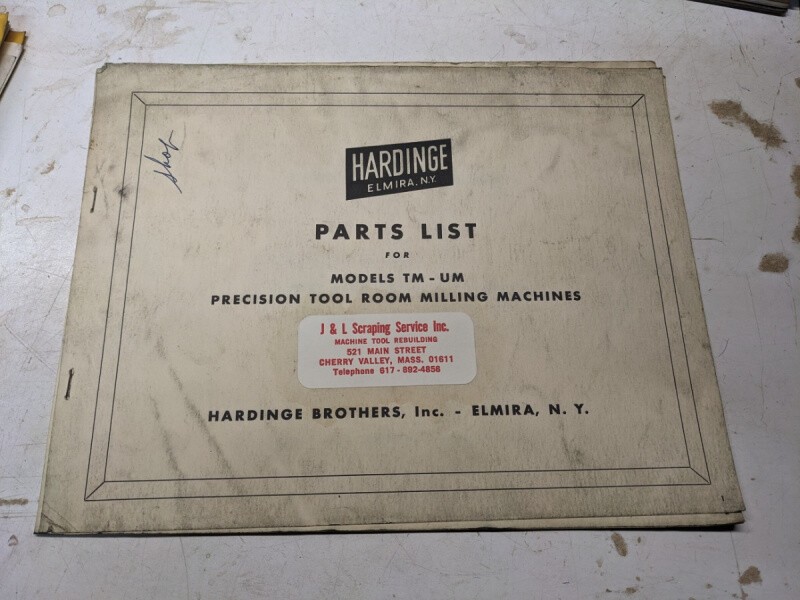 shop
HARDINGE
ELMIRA, N.Y.
PARTS LIST
FOR
MODELS TM - UM
PRECISION TOOL ROOM MILLING MACHINES
J & L Scraping Service Inc.
MACHINE TOOL REBUILDING
521 MAIN STREET
CHERRY VALLEY, MASS. 01611
Telephone 617 - 892-4856
HARDINGE BROTHERS, Inc. - ELMIRA, N. Y.